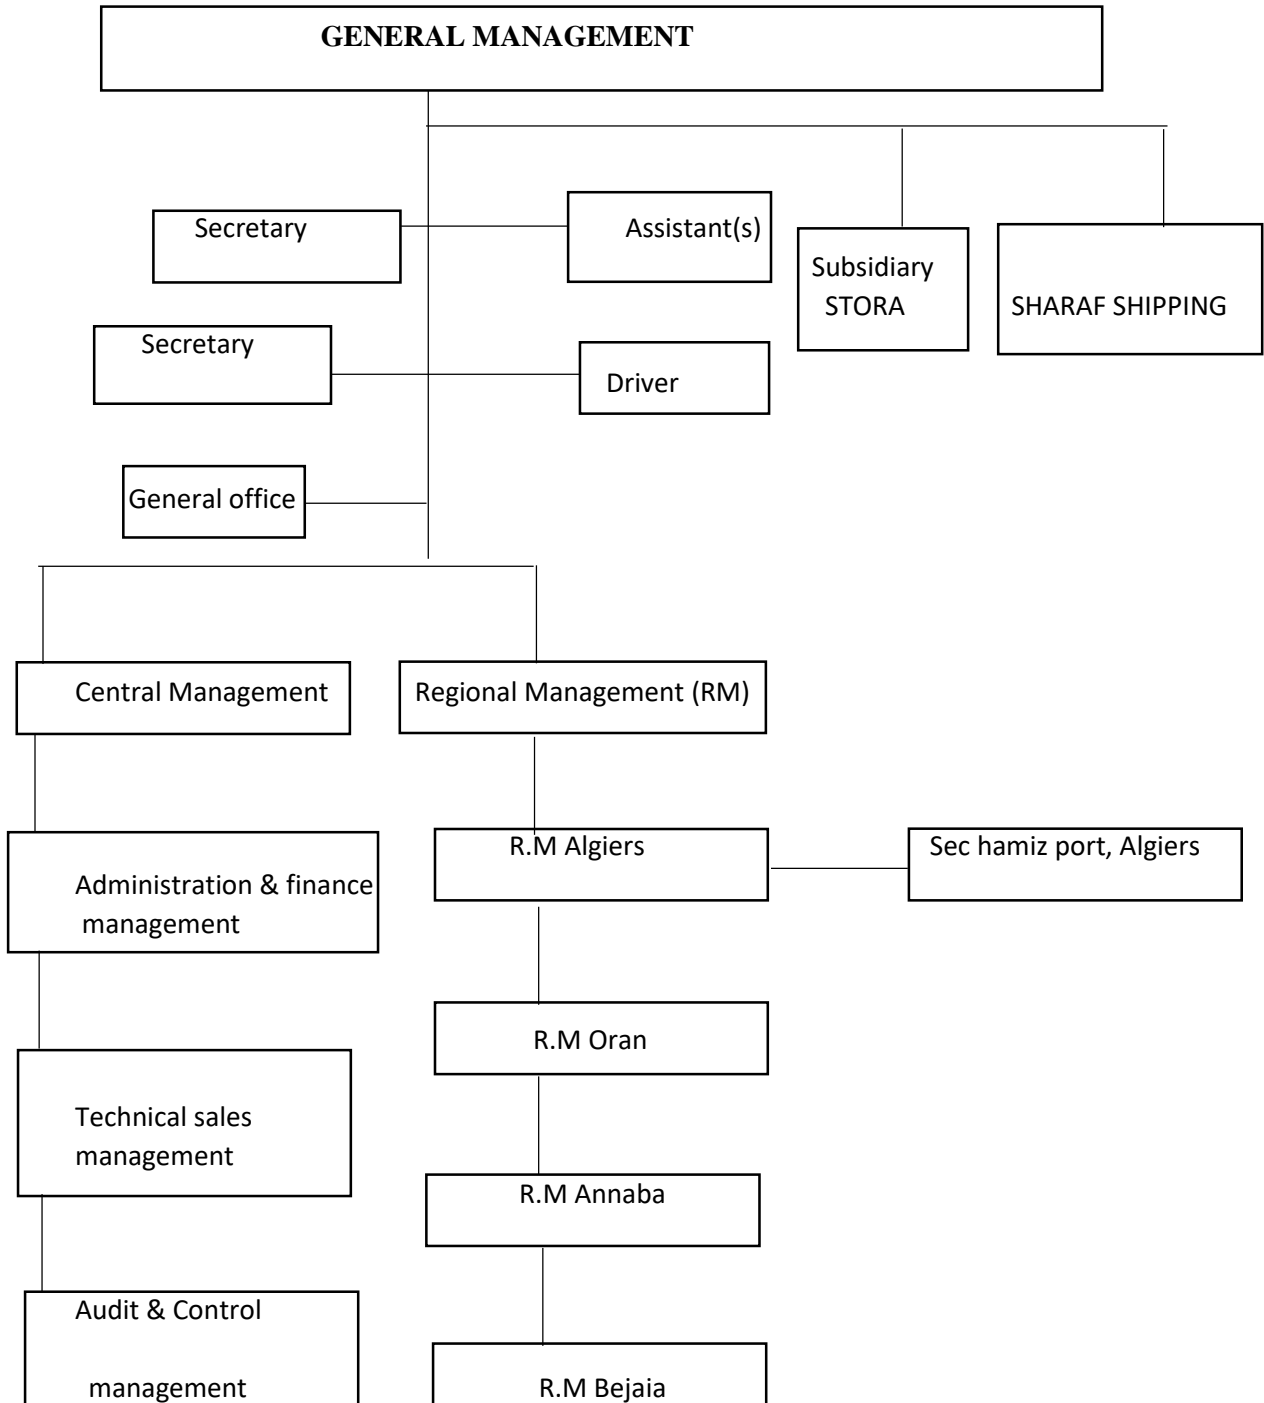 GENERAL MANAGEMENT
Secretary
Assistant(s)
Subsidiary
STORA
SHARAF SHIPPING
Secretary
Driver
General office
Central Management
Regional Management (RM)
R.M Algiers
Sec hamiz port, Algiers
Administration & finance
management
R.M Oran
Technical sales
management
R.M Annaba
Audit & Control
management
R.M Bejaia